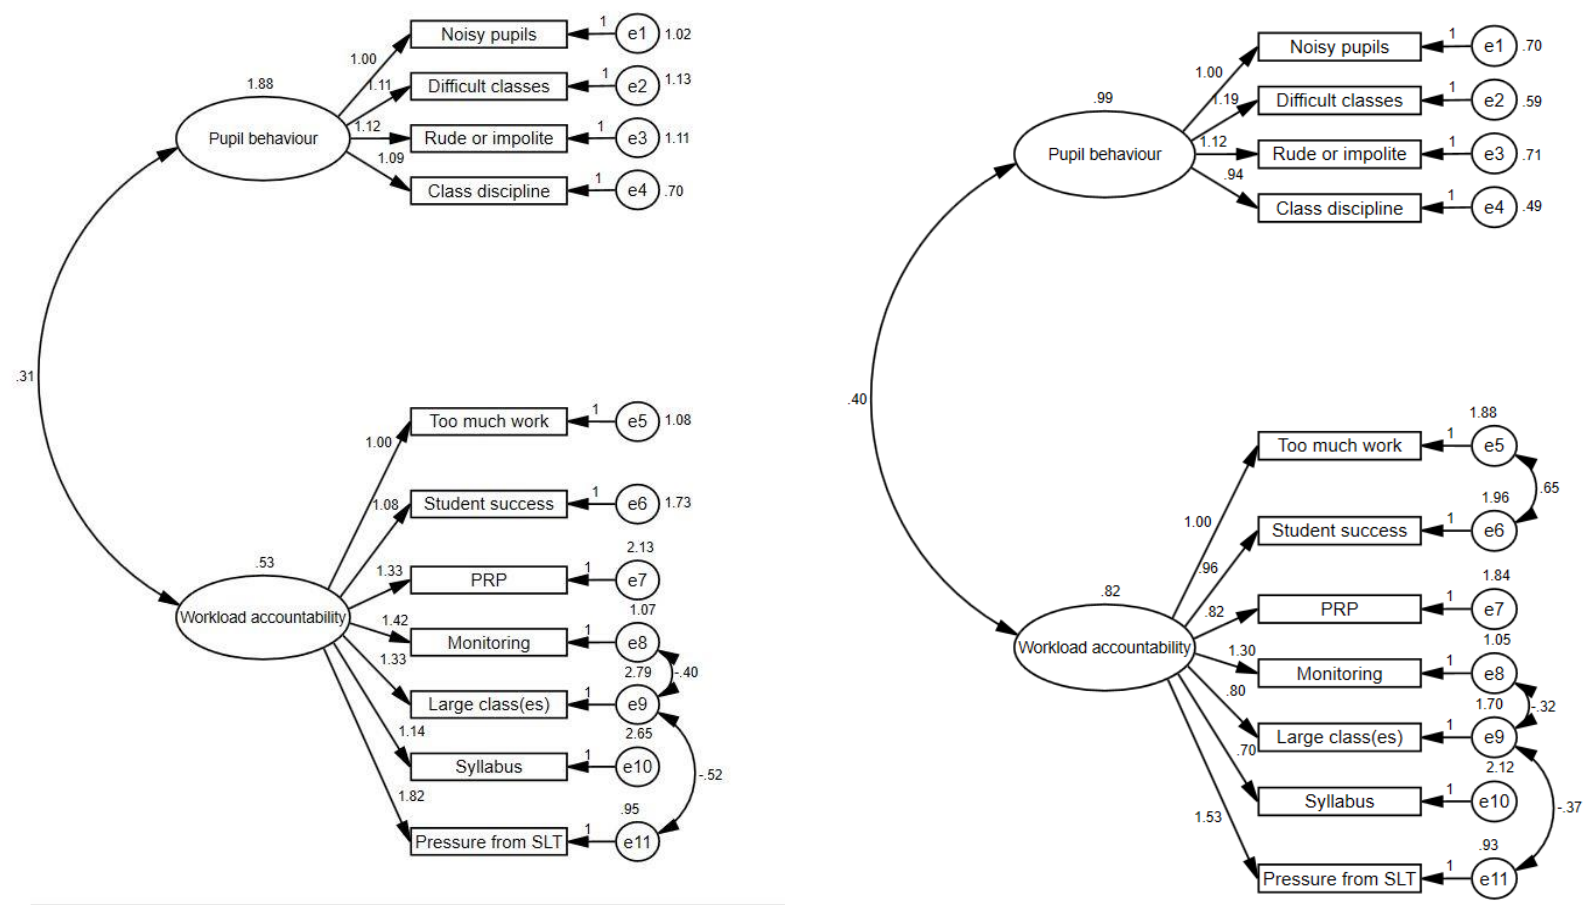 Noisy pupils
1
e1
1.02
1.00
Difficult classes
1
e2
1.13
1.11
1.88
Pupil behaviour
1.12
Rude or impolite
1
e3
1.11
1.09
Class discipline
1
e4
.70
.31
Too much work
1
e5
1.08
1.00
Student success
1
e6
1.73
1.08
2.13
PRP
1
e7
1.33
.53
Workload accountability
1.07
Monitoring
1
e8
1.42
-.40
2.79
Large class(es)
1
e9
1.33
2.65
Syllabus
1
e10
1.14
-.52
.95
Pressure from SLT
1
e11
1.82
Noisy pupils
1
e1
.70
1.00
Difficult classes
1
e2
.59
1.19
.99
Pupil behaviour
1.12
Rude or impolite
1
e3
.71
.94
Class discipline
1
e4
.49
.40
1.88
Too much work
1
e5
1.00
.65
1.96
Student success
1
e6
.96
1.84
PRP
1
e7
.82
.82
Workload accountability
1.05
Monitoring
1
e8
1.30
-.32
1.70
Large class(es)
1
e9
.80
2.12
Syllabus
1
e10
.70
-.37
.93
Pressure from SLT
1
e11
1.53